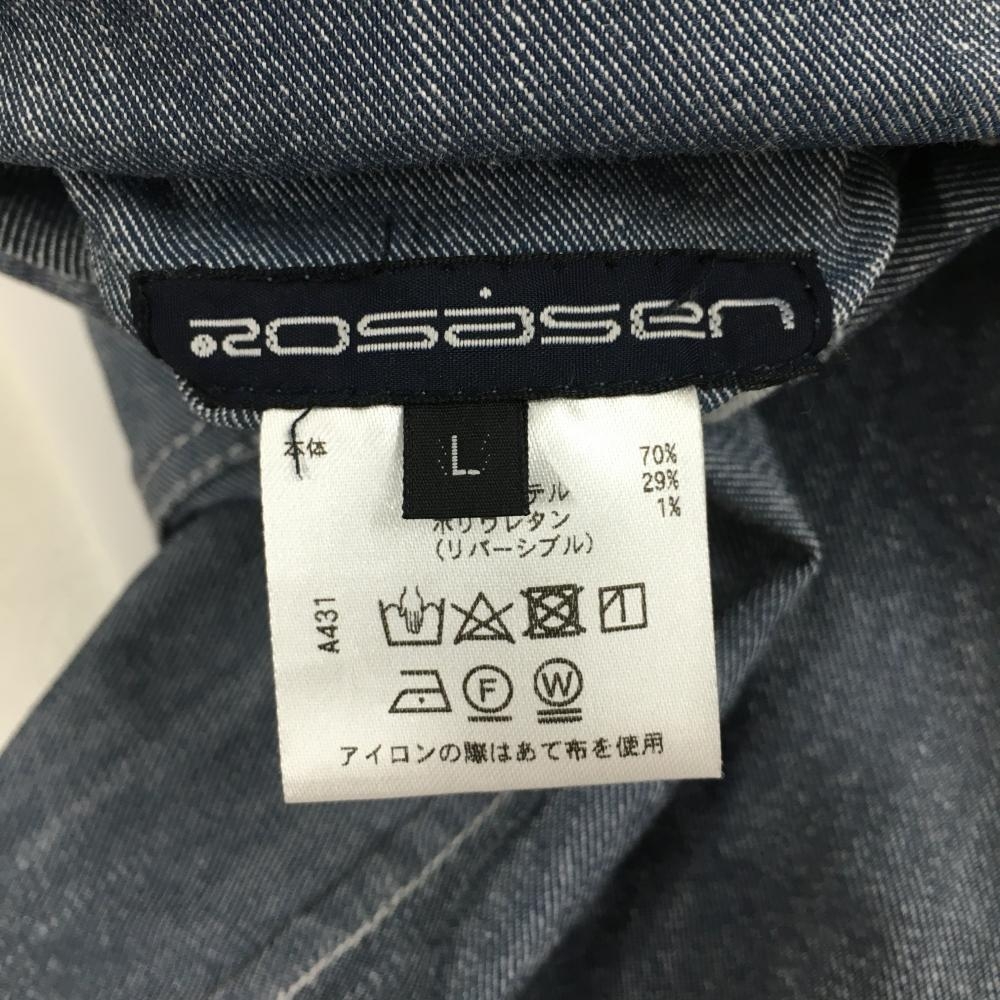 ROSASEN
L
本体 70%
テル 29%
ポリウレタン 1%
(リバーシブル)
A431
F W
アイロンの際はあて布を使用